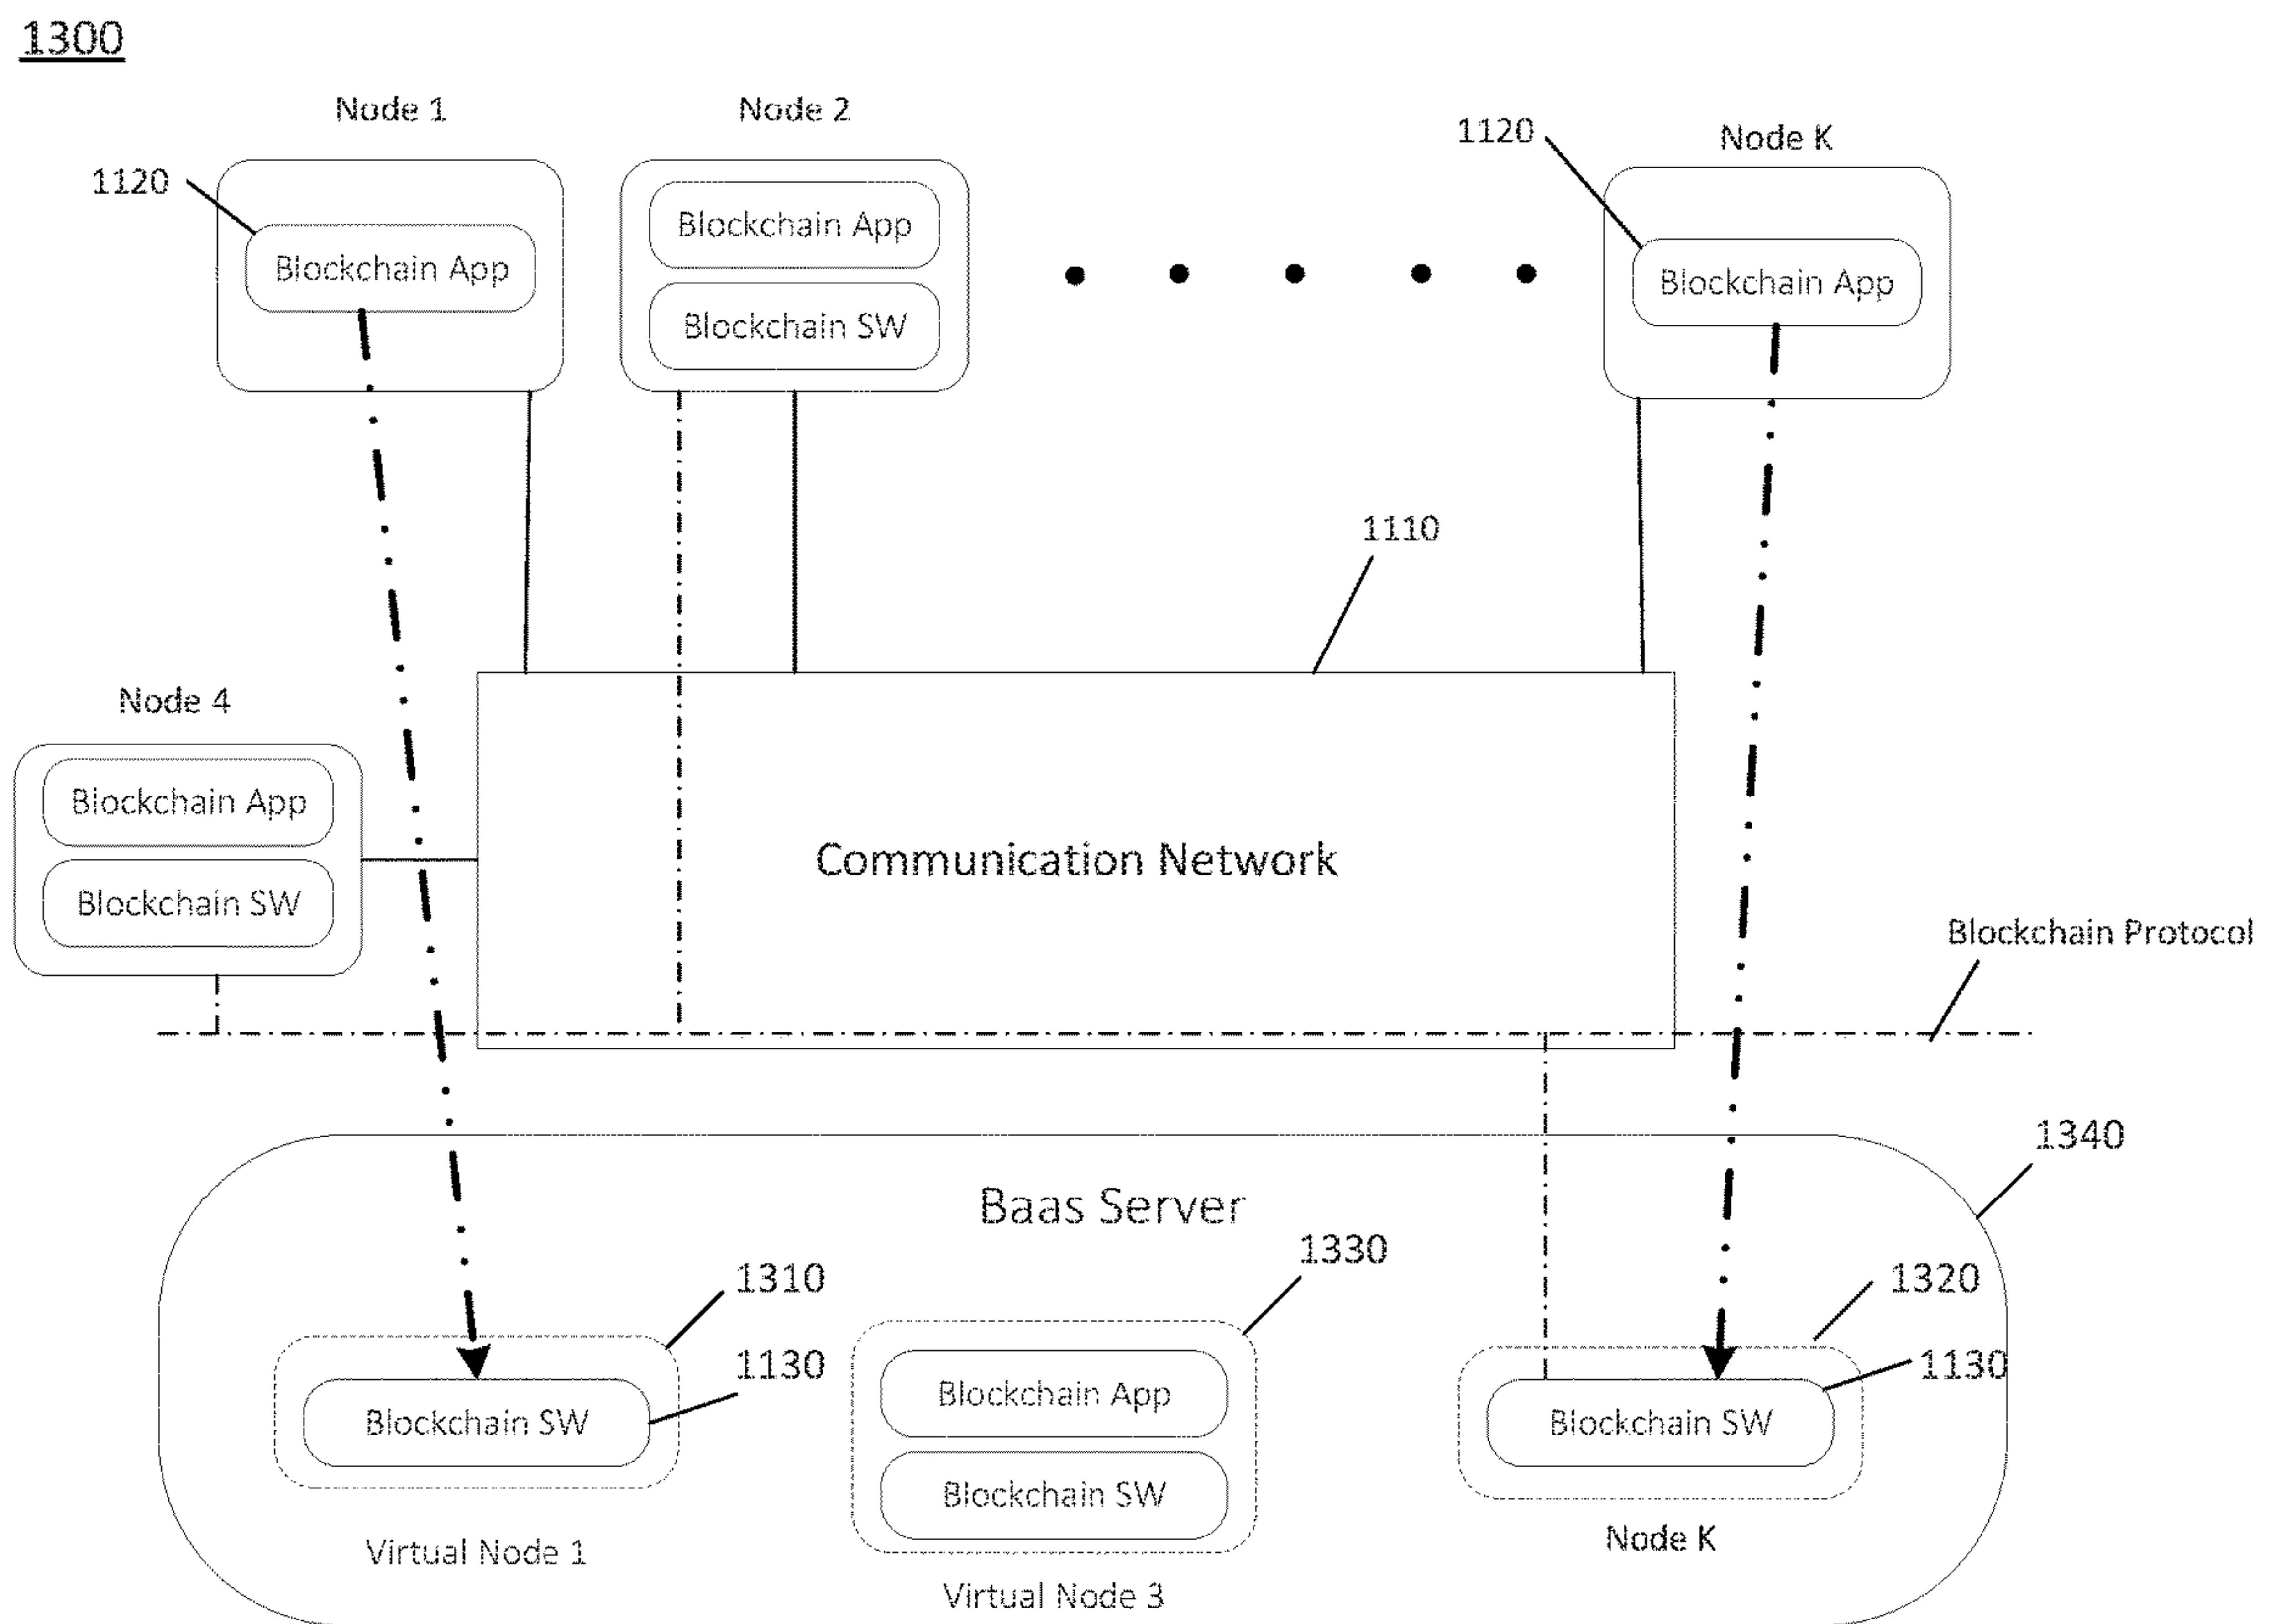 1300
Node 1
Node 2
1120
Node K
1120
Blockchain App
Blockchain App
Blockchain SW
Blockchain App
1110
Node 4
Blockchain App
Blockchain SW
Communication Network
Blockchain Protocol
1340
Baas Server
1310
1330
1320
1130
1130
Blockchain SW
Blockchain App
Blockchain SW
Blockchain SW
Virtual Node 1
Virtual Node 3
Node K